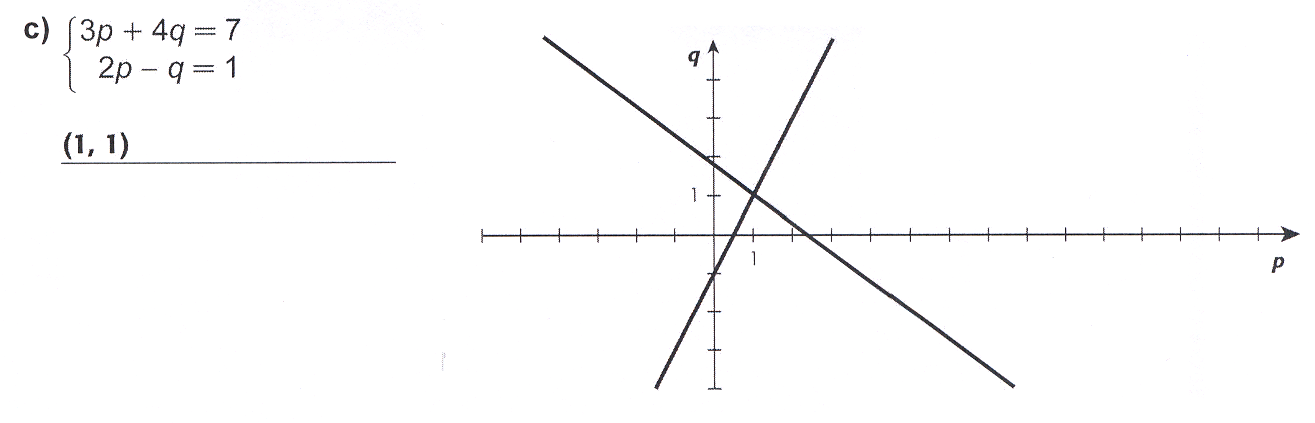 c) 3p + 4q = 7
2p – q = 1
(1, 1)
q
1
1
p